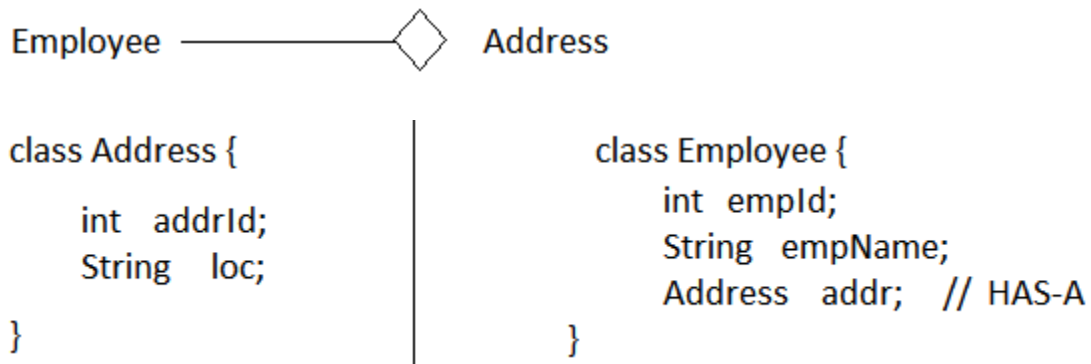 Employee Address
class Address {
int addrId;
String loc;
}
class Employee {
int empId;
String empName;
Address addr; // HAS-A
}